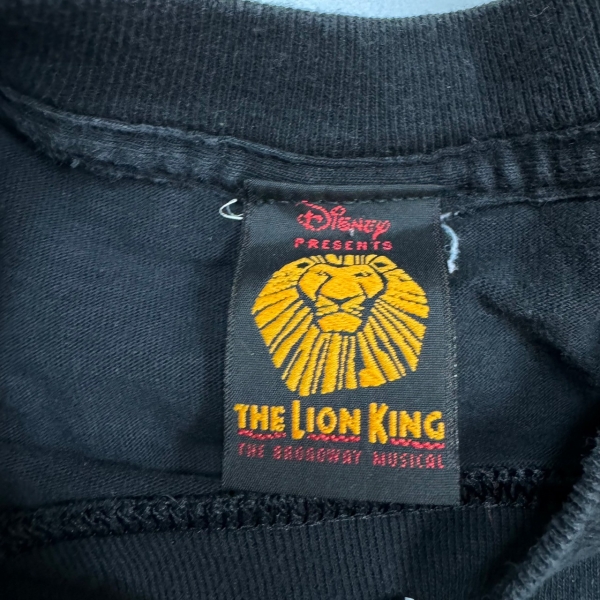 Disney
PRESENTS
THE LION KING
THE BROADWAY MUSICAL